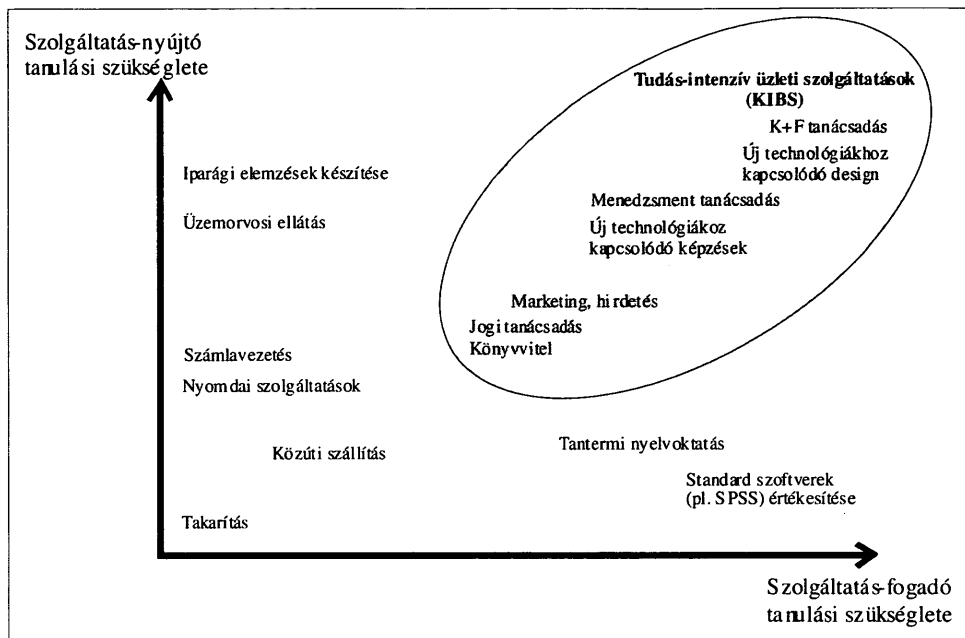 Szolgáltatás-nyújtó
tanulási szükséglete
Tudás-intenzív üzleti szolgáltatások
(KIBS)
K+F tanácsadás
Új technológiákhoz
kapcsolódó design
Iparági elemzések készítése
Menedzsment tanácsadás
Üzemorvosi ellátás
Új technológiákoz
kapcsolódó képzések
Marketing, hirdetés
Jogi tanácsadás
Könyvvitel
Számlavezetés
Nyomdai szolgáltatások
Közúti szállítás
Tantermi nyelvoktatás
Standard szoftverek
(pl. SPSS) értékesítése
Takarítás
Szolgáltatás-fogadó
tanulási szükséglete